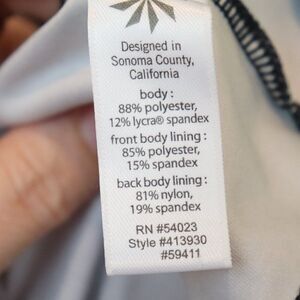 Designed in
Sonoma County,
California
body :
88% polyester,
12% lycra® spandex
front body lining :
85% polyester,
15% spandex
back body lining :
81% nylon,
19% spandex
RN #54023
Style #413930
#59411